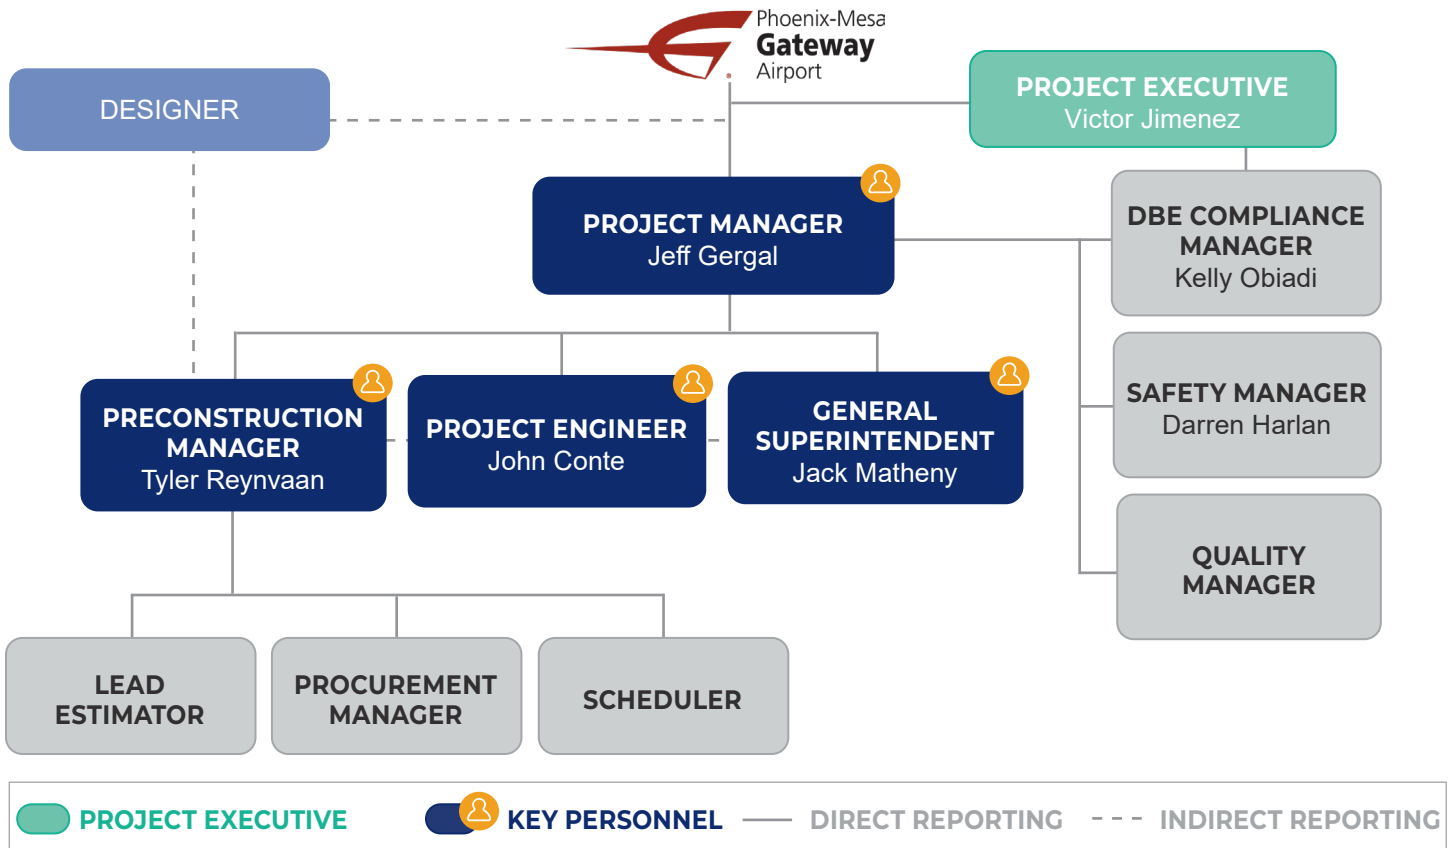 Phoenix-Mesa
Gateway
Airport
DESIGNER
PROJECT EXECUTIVE
Victor Jimenez
PROJECT MANAGER
Jeff Gergal
DBE COMPLIANCE
MANAGER
Kelly Obiadi
SAFETY MANAGER
Darren Harlan
QUALITY
MANAGER
PRECONSTRUCTION
MANAGER
Tyler Reynvaan
PROJECT ENGINEER
John Conte
GENERAL
SUPERINTENDENT
Jack Matheny
LEAD
ESTIMATOR
PROCUREMENT
MANAGER
SCHEDULER
PROJECT EXECUTIVE
KEY PERSONNEL
DIRECT REPORTING
INDIRECT REPORTING